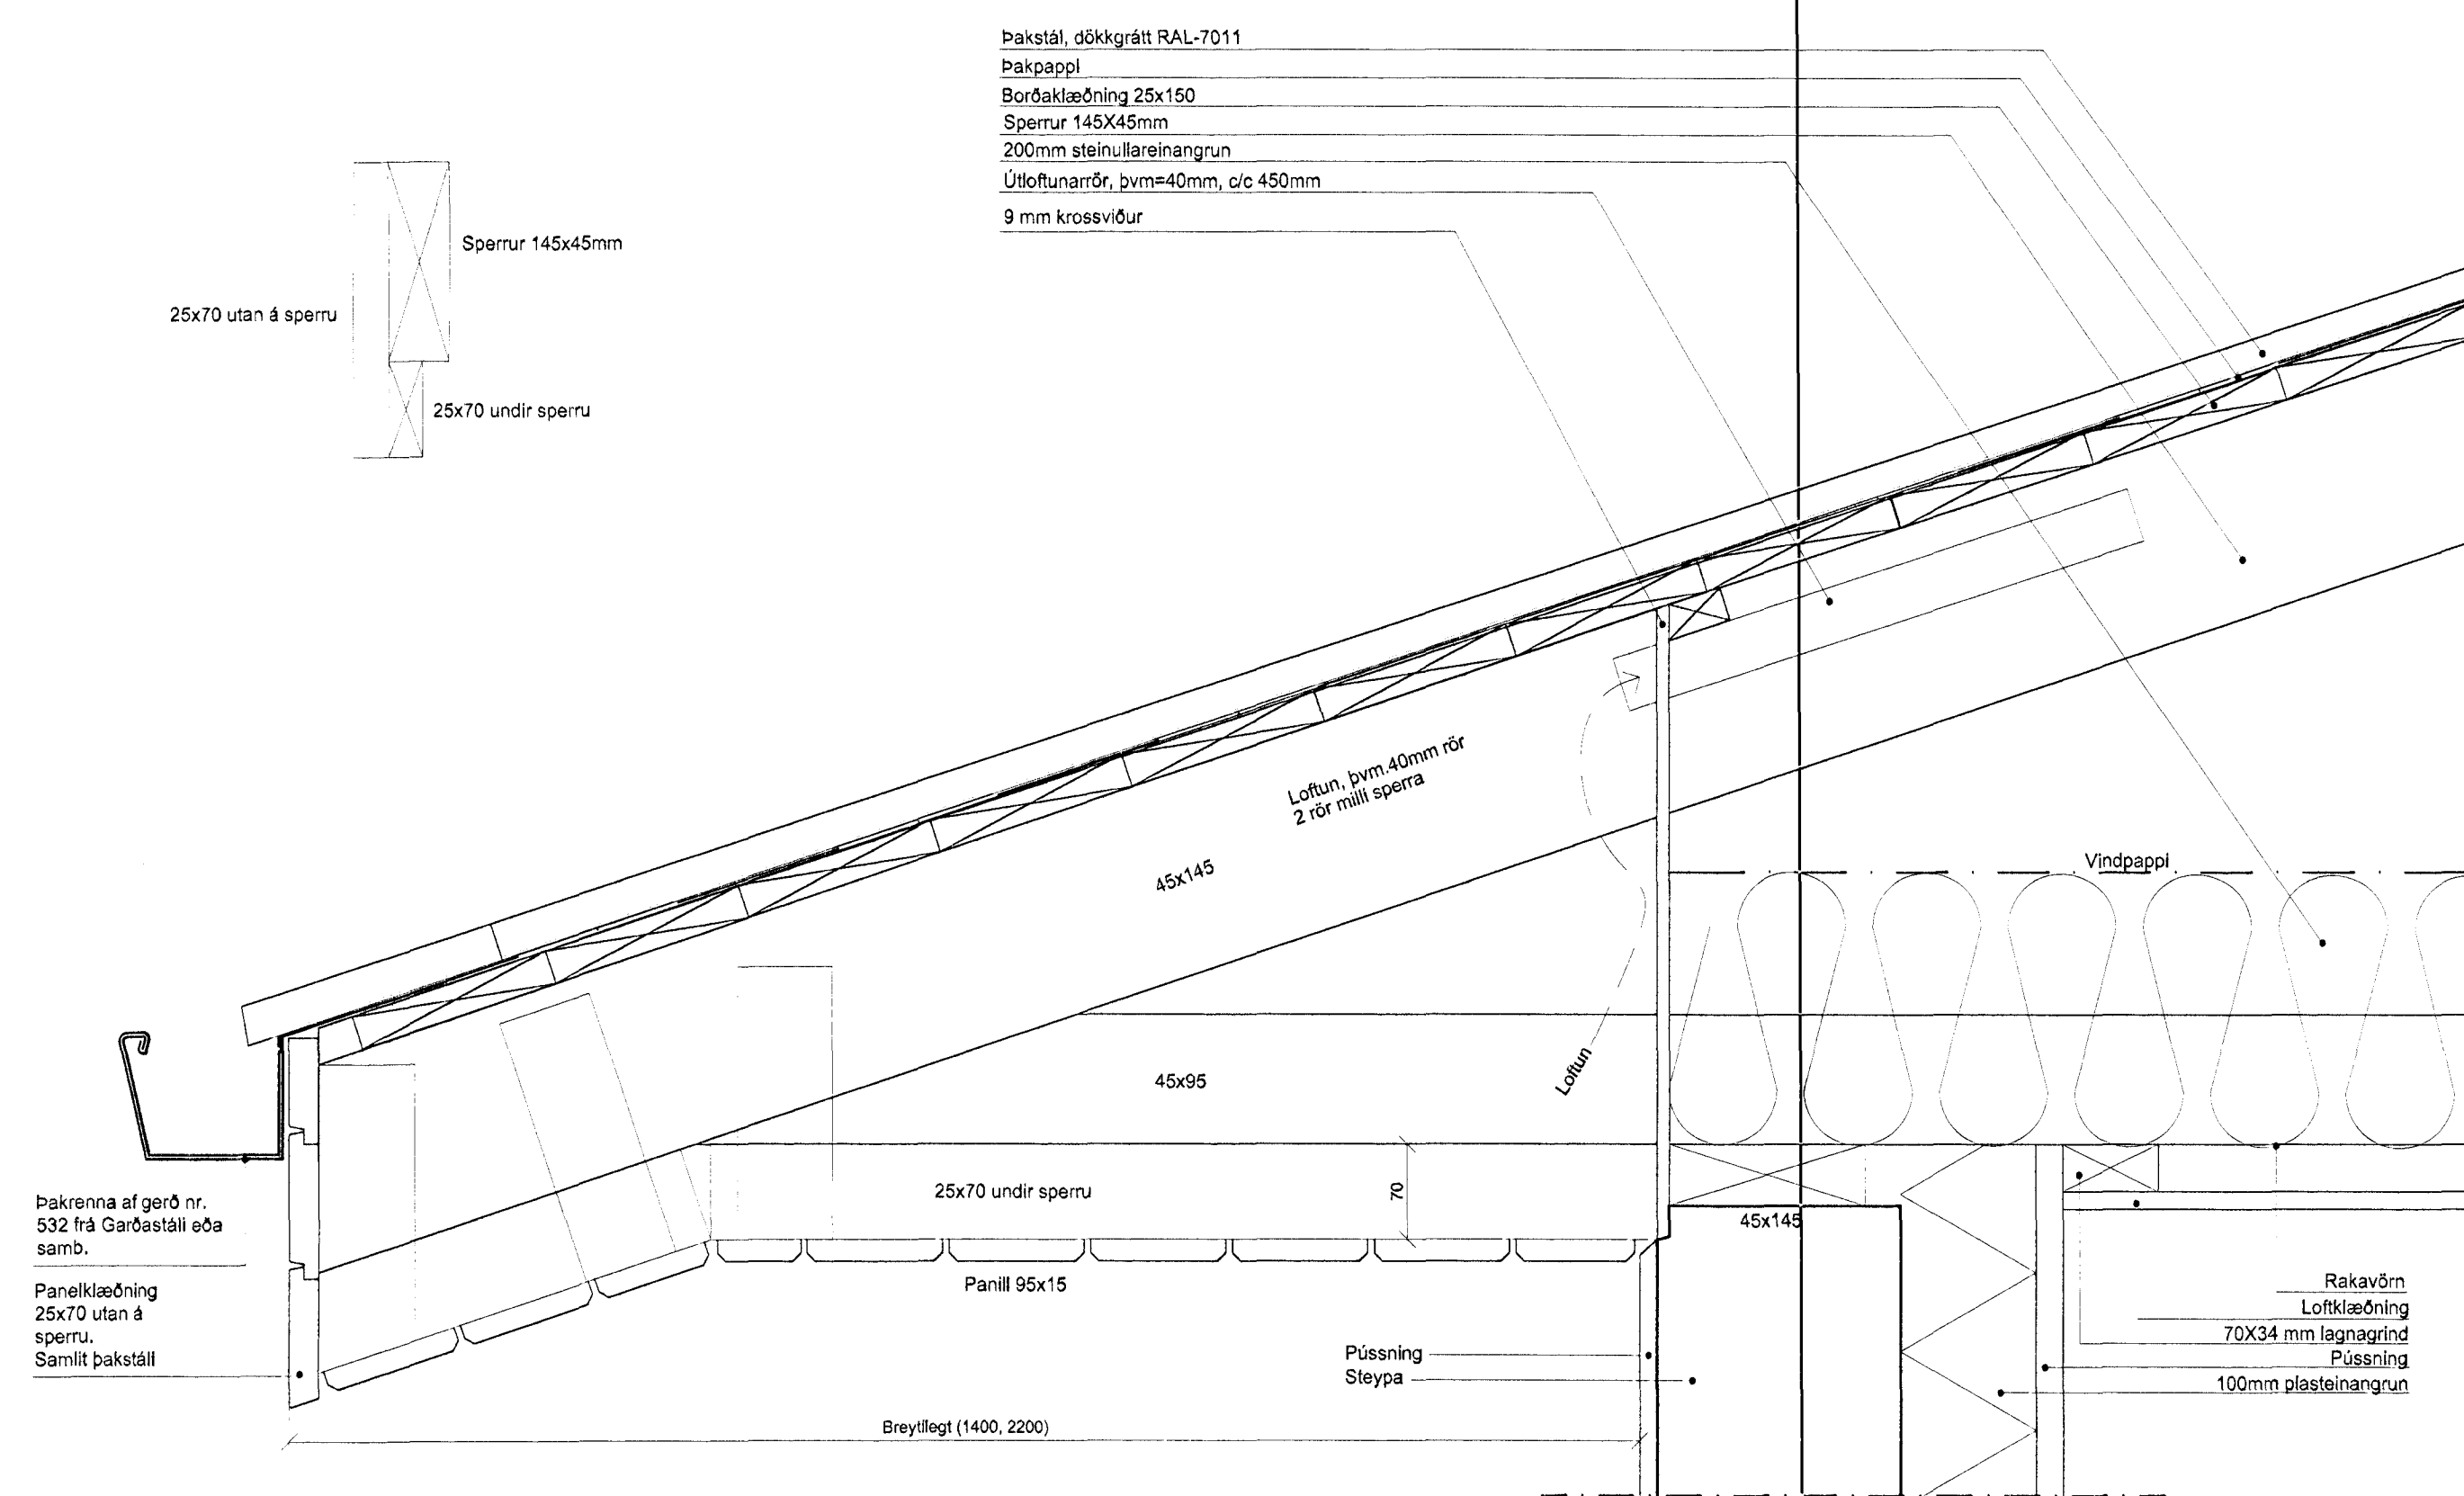 Þakstál, dökkgrátt RAL-7011
Þakpappi
Borðaklæðning 25x150
Sperrur 145X45mm
200mm steinullareinangrun
Útloftunarrör, þvm=40mm, c/c 450mm
9 mm krossviður
Sperrur 145x45mm
25x70 utan á sperru
25x70 undir sperru
Loftun, þvm.40mm rör
2 rör milli sperra
45x145
Vindpappi
45x95
Loftun
25x70 undir sperru
70
45x145
Panill 95x15
Þakrenna af gerð nr.
532 frá Garðastáli eða
samb.
Panelklæðning
25x70 utan á
sperru.
Samlit þakstáli
Pússning
Steypa
Rakavörn
Loftklæðning
70X34 mm lagnagrind
Pússning
100mm plasteinangrun
Breytilegt (1400, 2200)